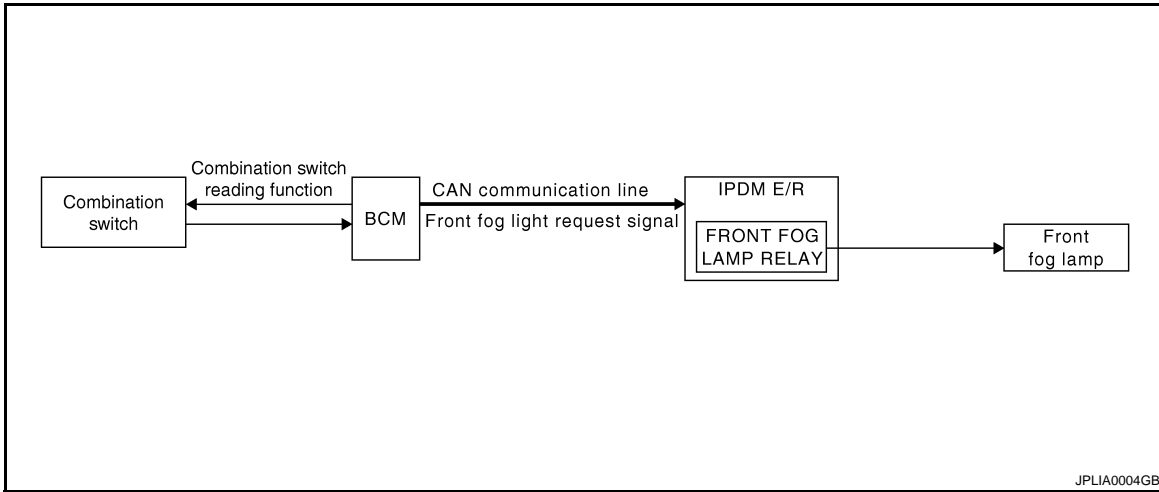 Combination switch
reading function
Combination
switch
BCM
CAN communication line
Front fog light request signal
IPDM E/R
FRONT FOG
LAMP RELAY
Front
fog lamp
JPLIA0004GB